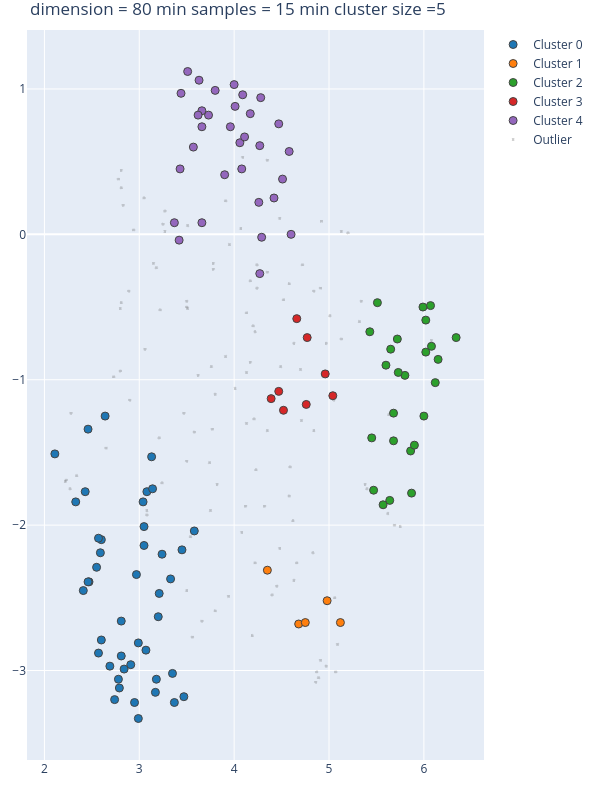 dimension = 80 min samples = 15 min cluster size =5
Cluster 0
Cluster 1
Cluster 2
Cluster 3
Cluster 4
Outlier
1
0
−1
−2
−3
2 3 4 5 6